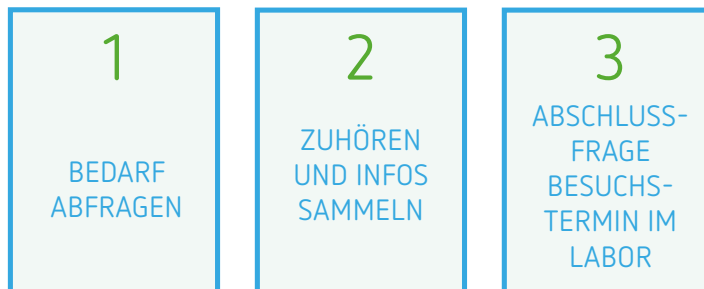 1
BEDARF
ABFRAGEN
2
ZUHÖREN
UND INFOS
SAMMELN
3
ABSCHLUSS-
FRAGE
BESUCHS-
TERMIN IM
LABOR